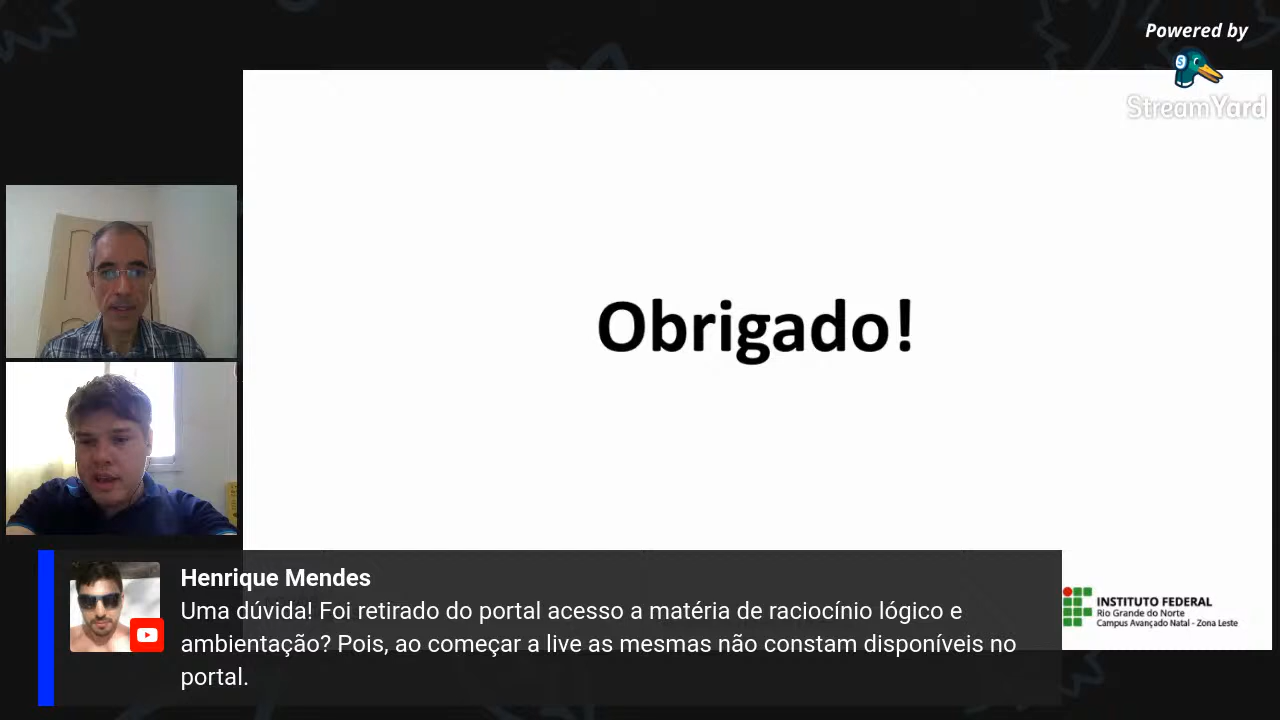 Powered by
StreamYard
Obrigado!
Henrique Mendes
Uma dúvida! Foi retirado do portal acesso a matéria de raciocínio lógico e
ambientação? Pois, ao começar a live as mesmas não constam disponíveis no
portal.
INSTITUTO FEDERAL
Rio Grande do Norte
Campus Avançado Natal - Zona Leste